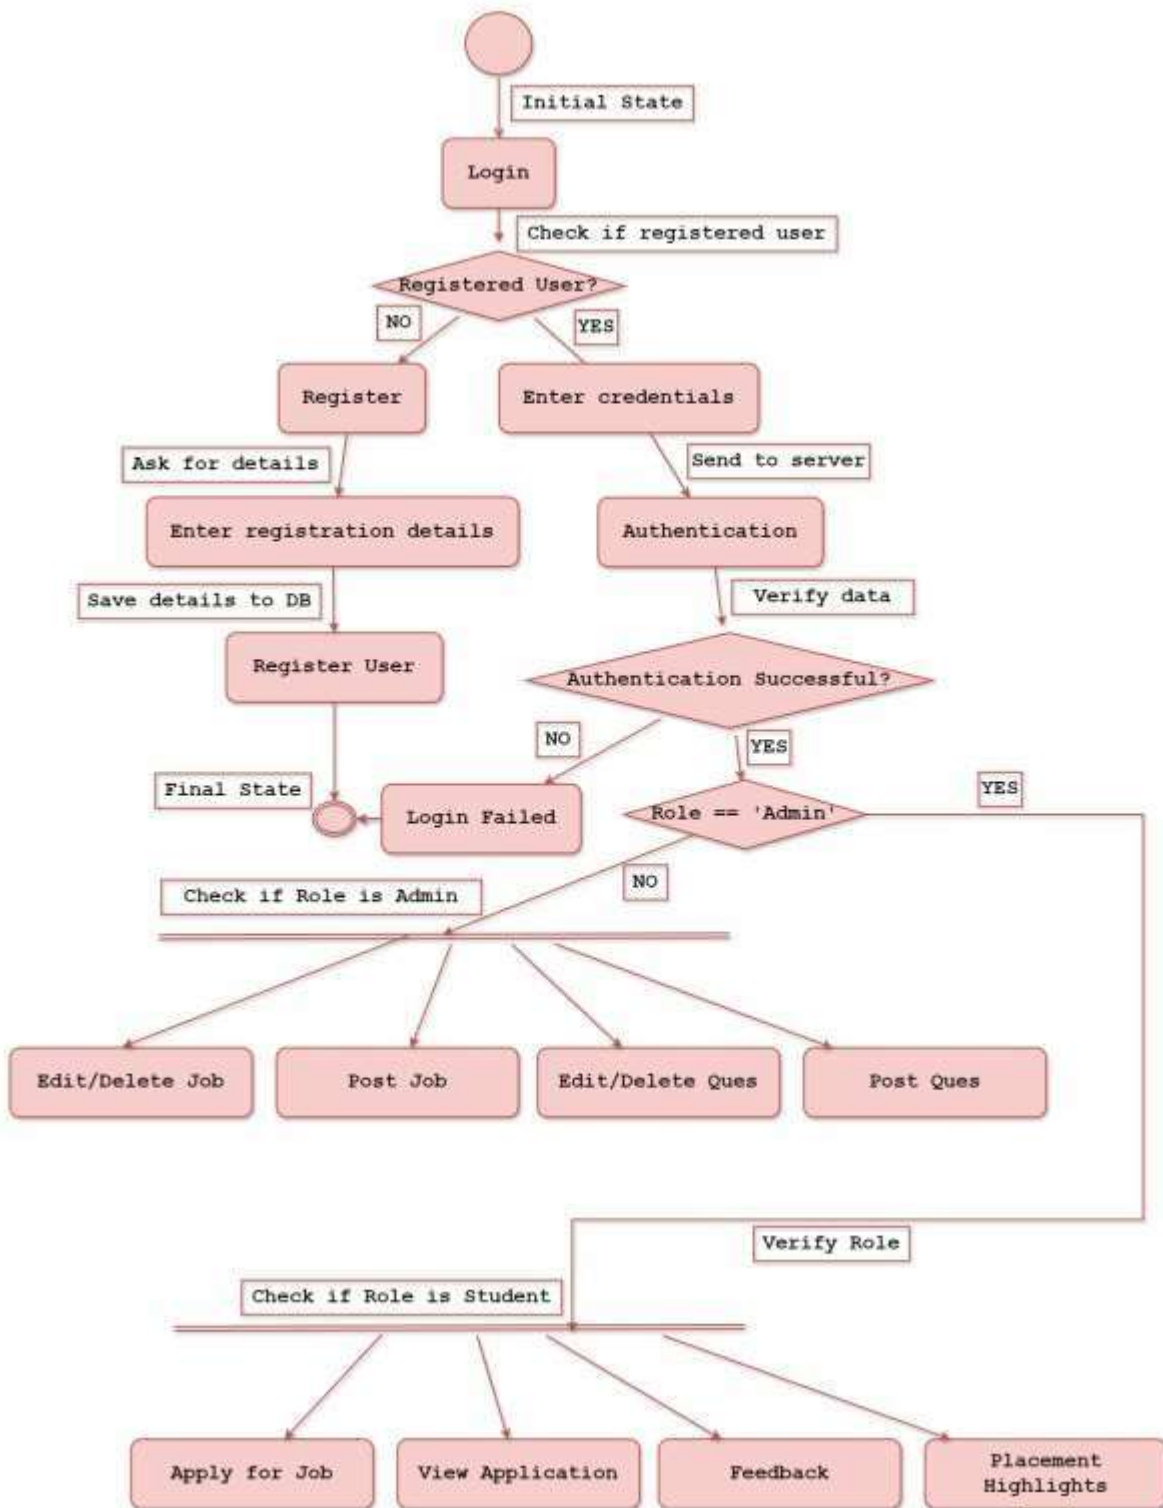 Initial State
Login
Check if registered user
Registered User?
NO
YES
Register
Enter credentials
Ask for details
Send to server
Enter registration details
Authentication
Save details to DB
Verify data
Register User
Authentication Successful?
NO
YES
Final State
Login Failed
Role == 'Admin'
YES
Check if Role is Admin
NO
Edit/Delete Job
Post Job
Edit/Delete Ques
Post Ques
Verify Role
Check if Role is Student
Apply for Job
View Application
Feedback
Placement
Highlights